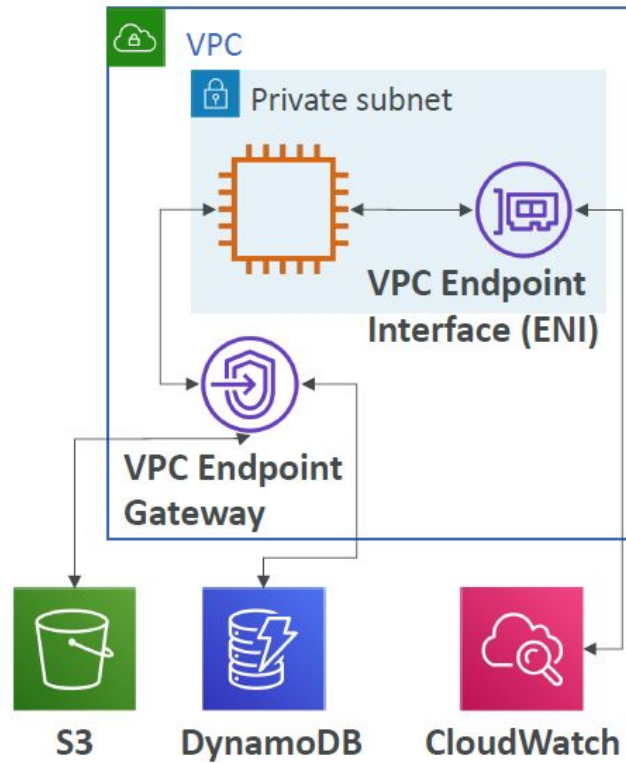 VPC
Private subnet
VPC Endpoint
Interface (ENI)
VPC Endpoint
Gateway
S3
DynamoDB
CloudWatch